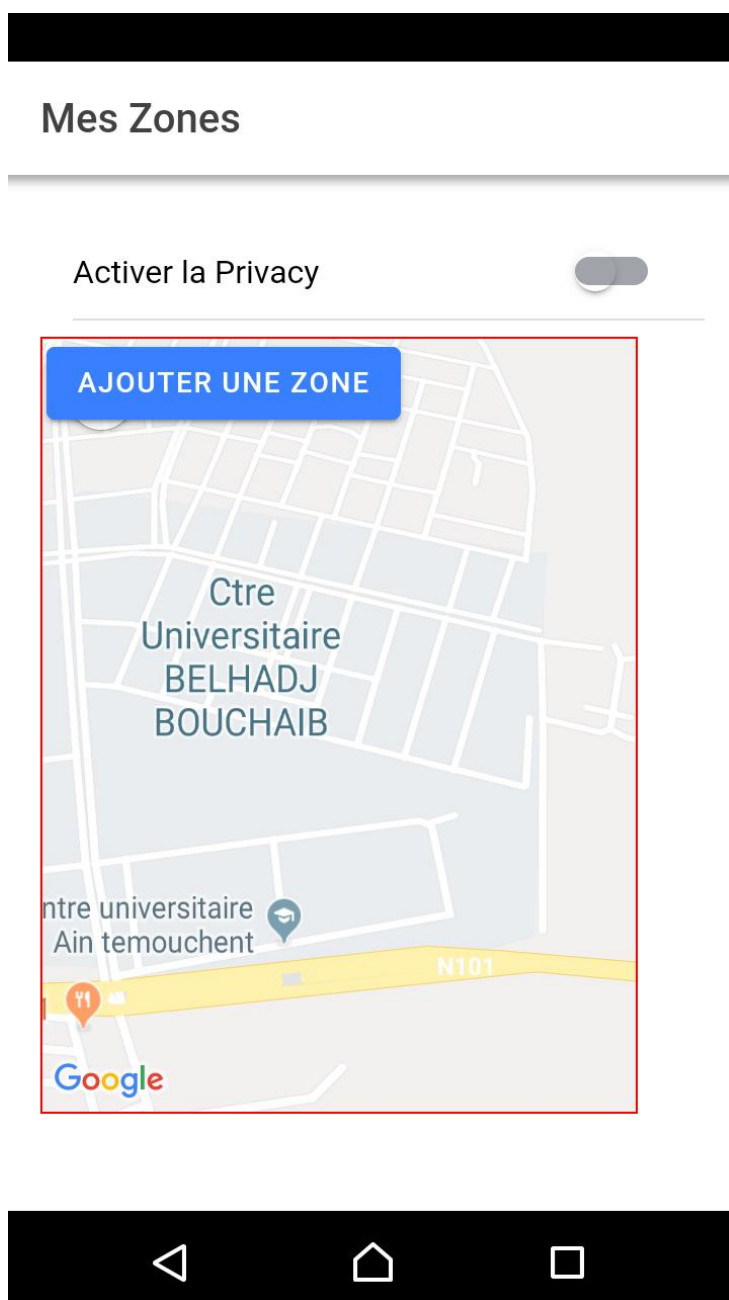 Mes Zones
Activer la Privacy
AJOUTER UNE ZONE
Ctre
Universitaire
BELHADJ
BOUCHAIB
ntre universitaire
Ain temouchent
N101
Google